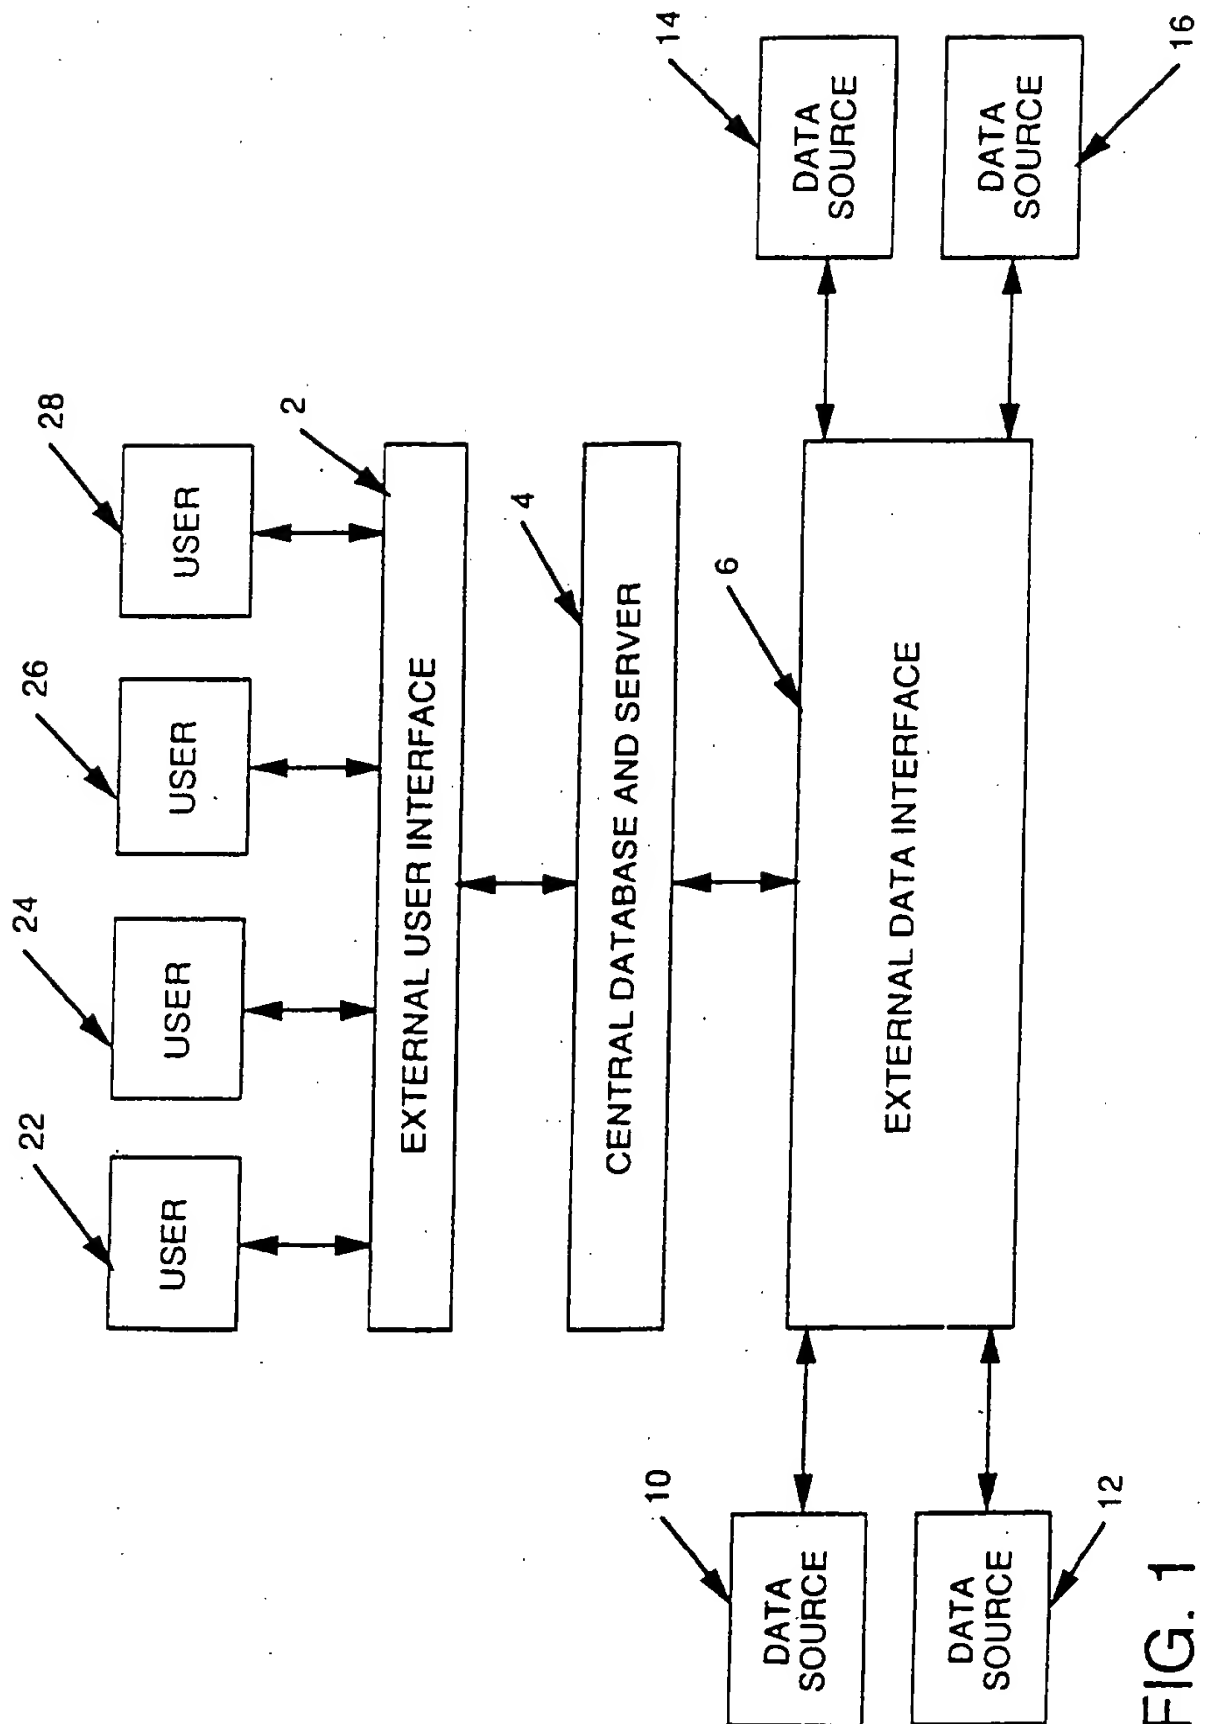 22
24
26
28
USER
USER
USER
USER
2
EXTERNAL USER INTERFACE
4
CENTRAL DATABASE AND SERVER
6
EXTERNAL DATA INTERFACE
10
DATA
SOURCE
12
DATA
SOURCE
14
DATA
SOURCE
16
DATA
SOURCE
FIG. 1